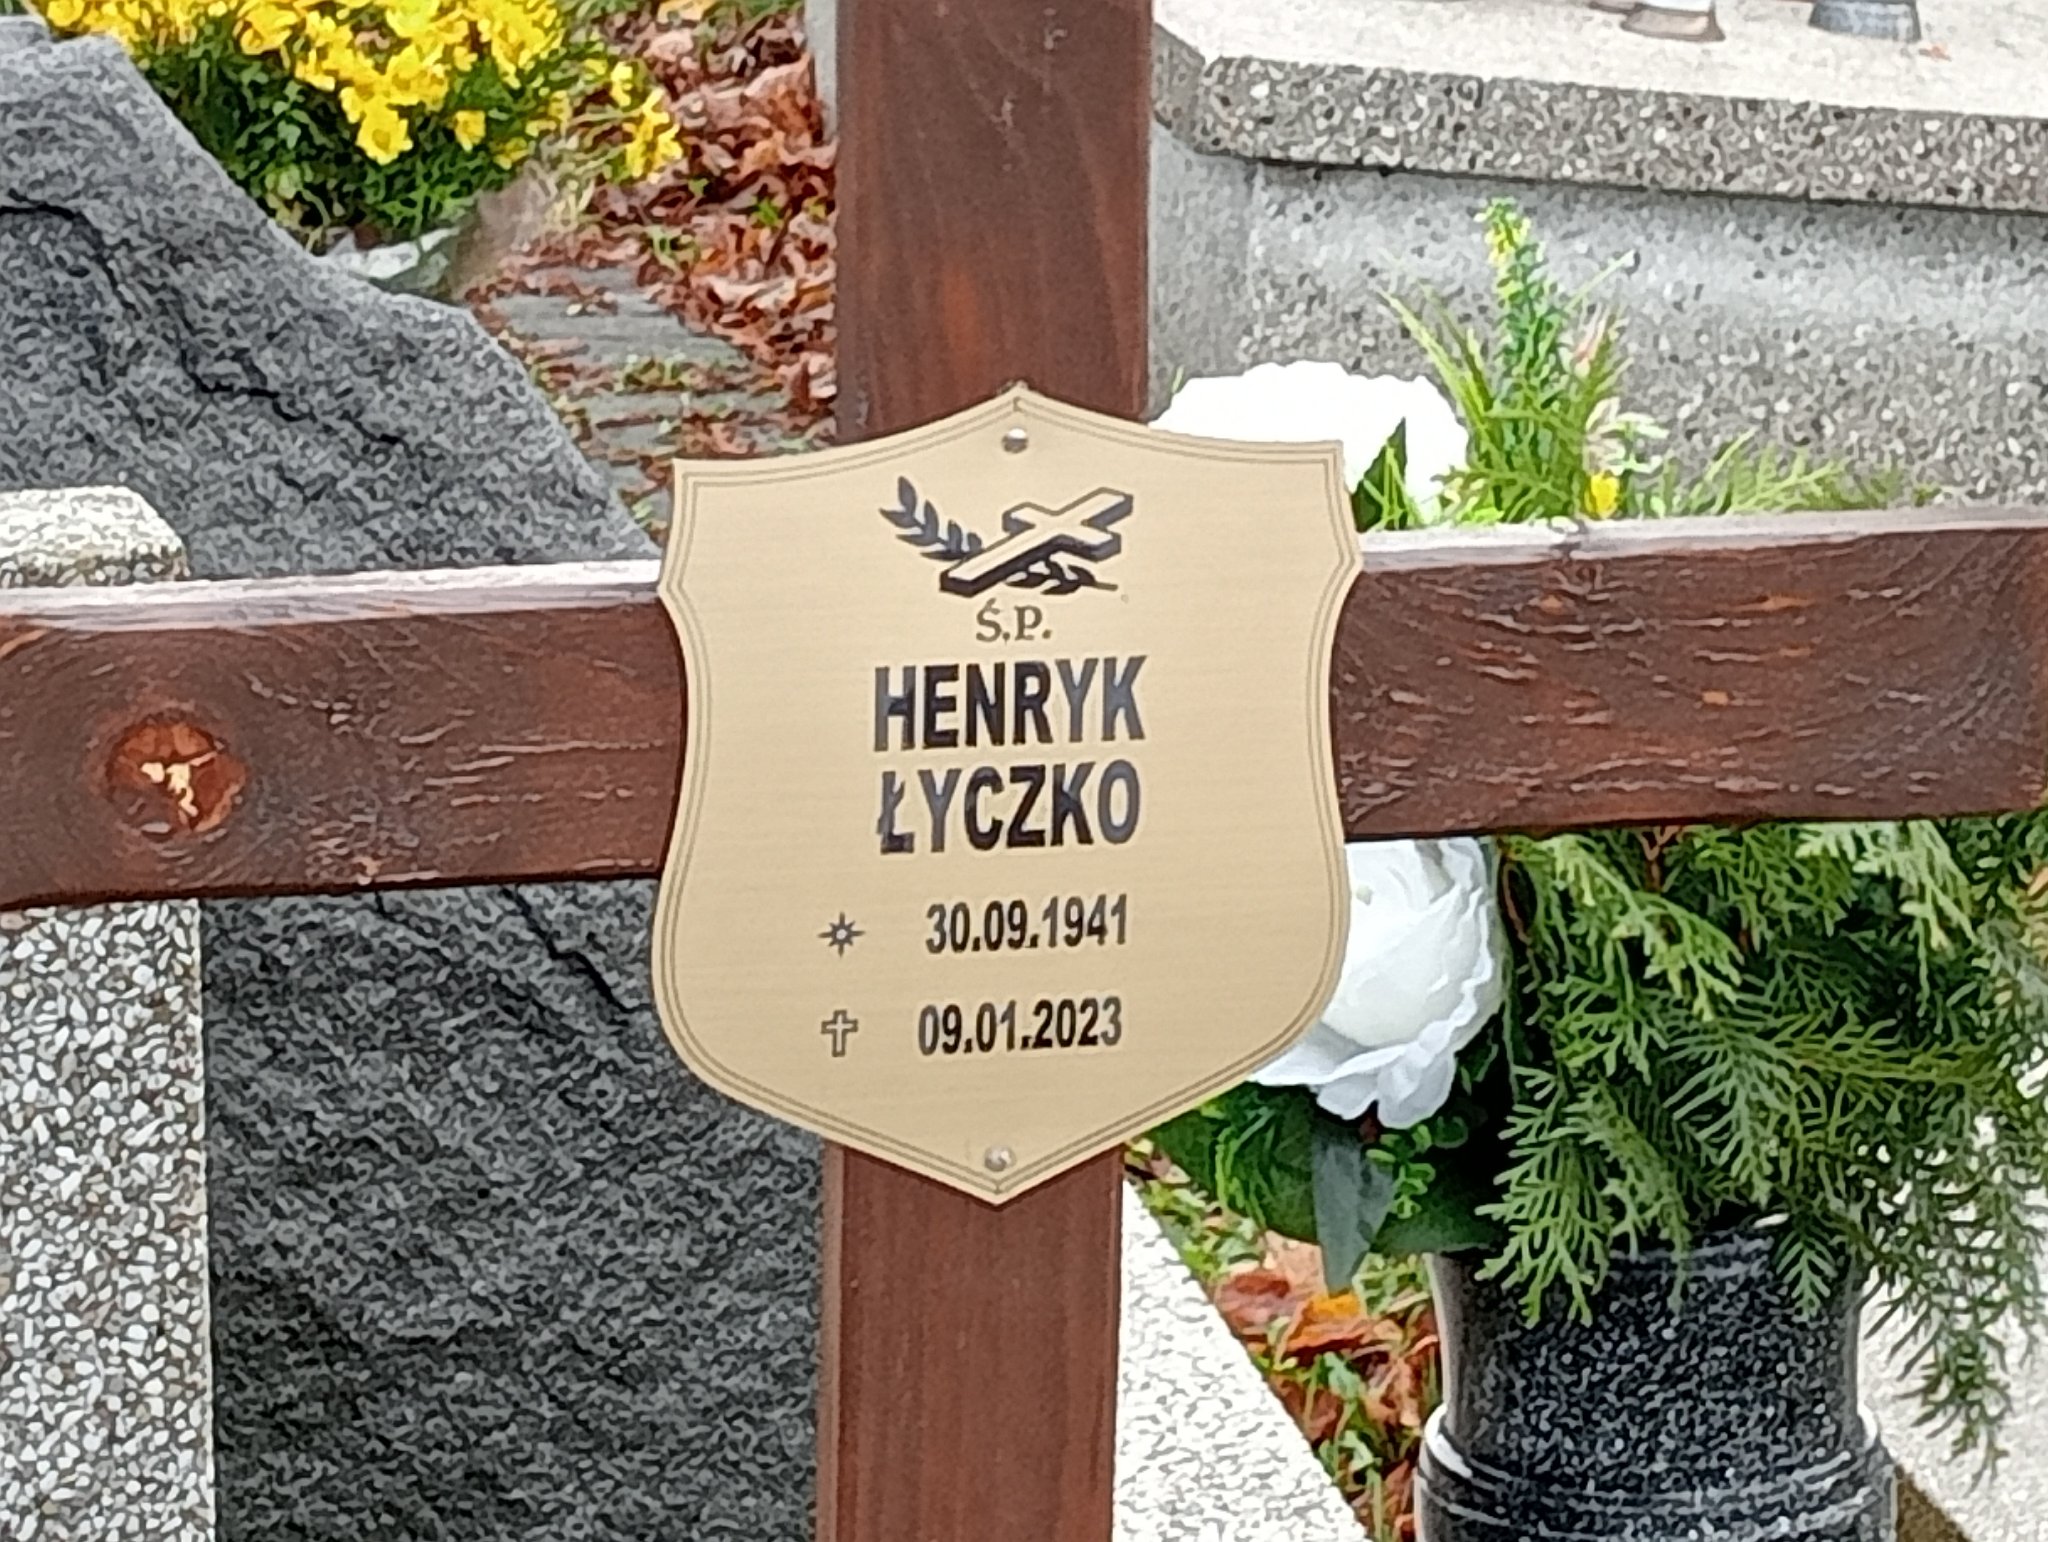 Ś.P.
HENRYK
ŁYCZKO
30.09.1941
09.01.2023